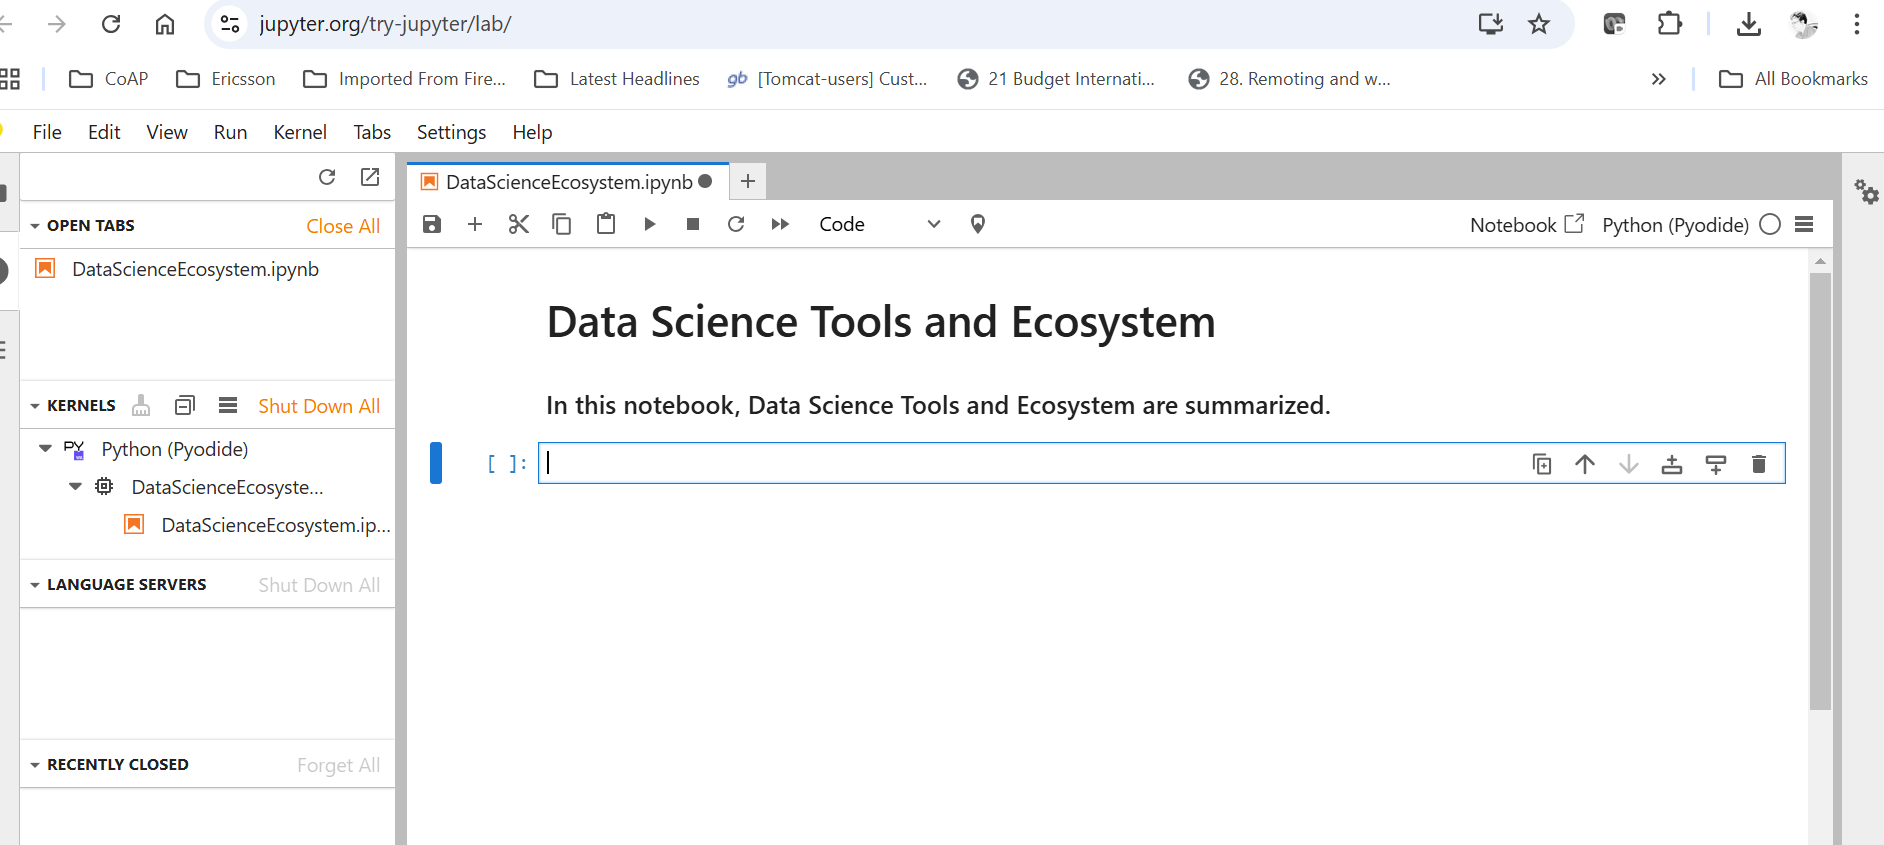 jupyter.org/try-jupyter/lab/
CoAP Ericsson Imported From Fire... Latest Headlines gb [Tomcat-users] Cust... 21 Budget Internati... 28. Remoting and w... » All Bookmarks
File Edit View Run Kernel Tabs Settings Help
DataScienceEcosystem.ipynb
OPEN TABS Close All
Code Notebook Python (Pyodide)
DataScienceEcosystem.ipynb
Data Science Tools and Ecosystem
KERNELS Shut Down All
In this notebook, Data Science Tools and Ecosystem are summarized.
PY Python (Pyodide)
[ ]:
DataScienceEcosyste...
DataScienceEcosystem.ip...
LANGUAGE SERVERS Shut Down All
RECENTLY CLOSED Forget All